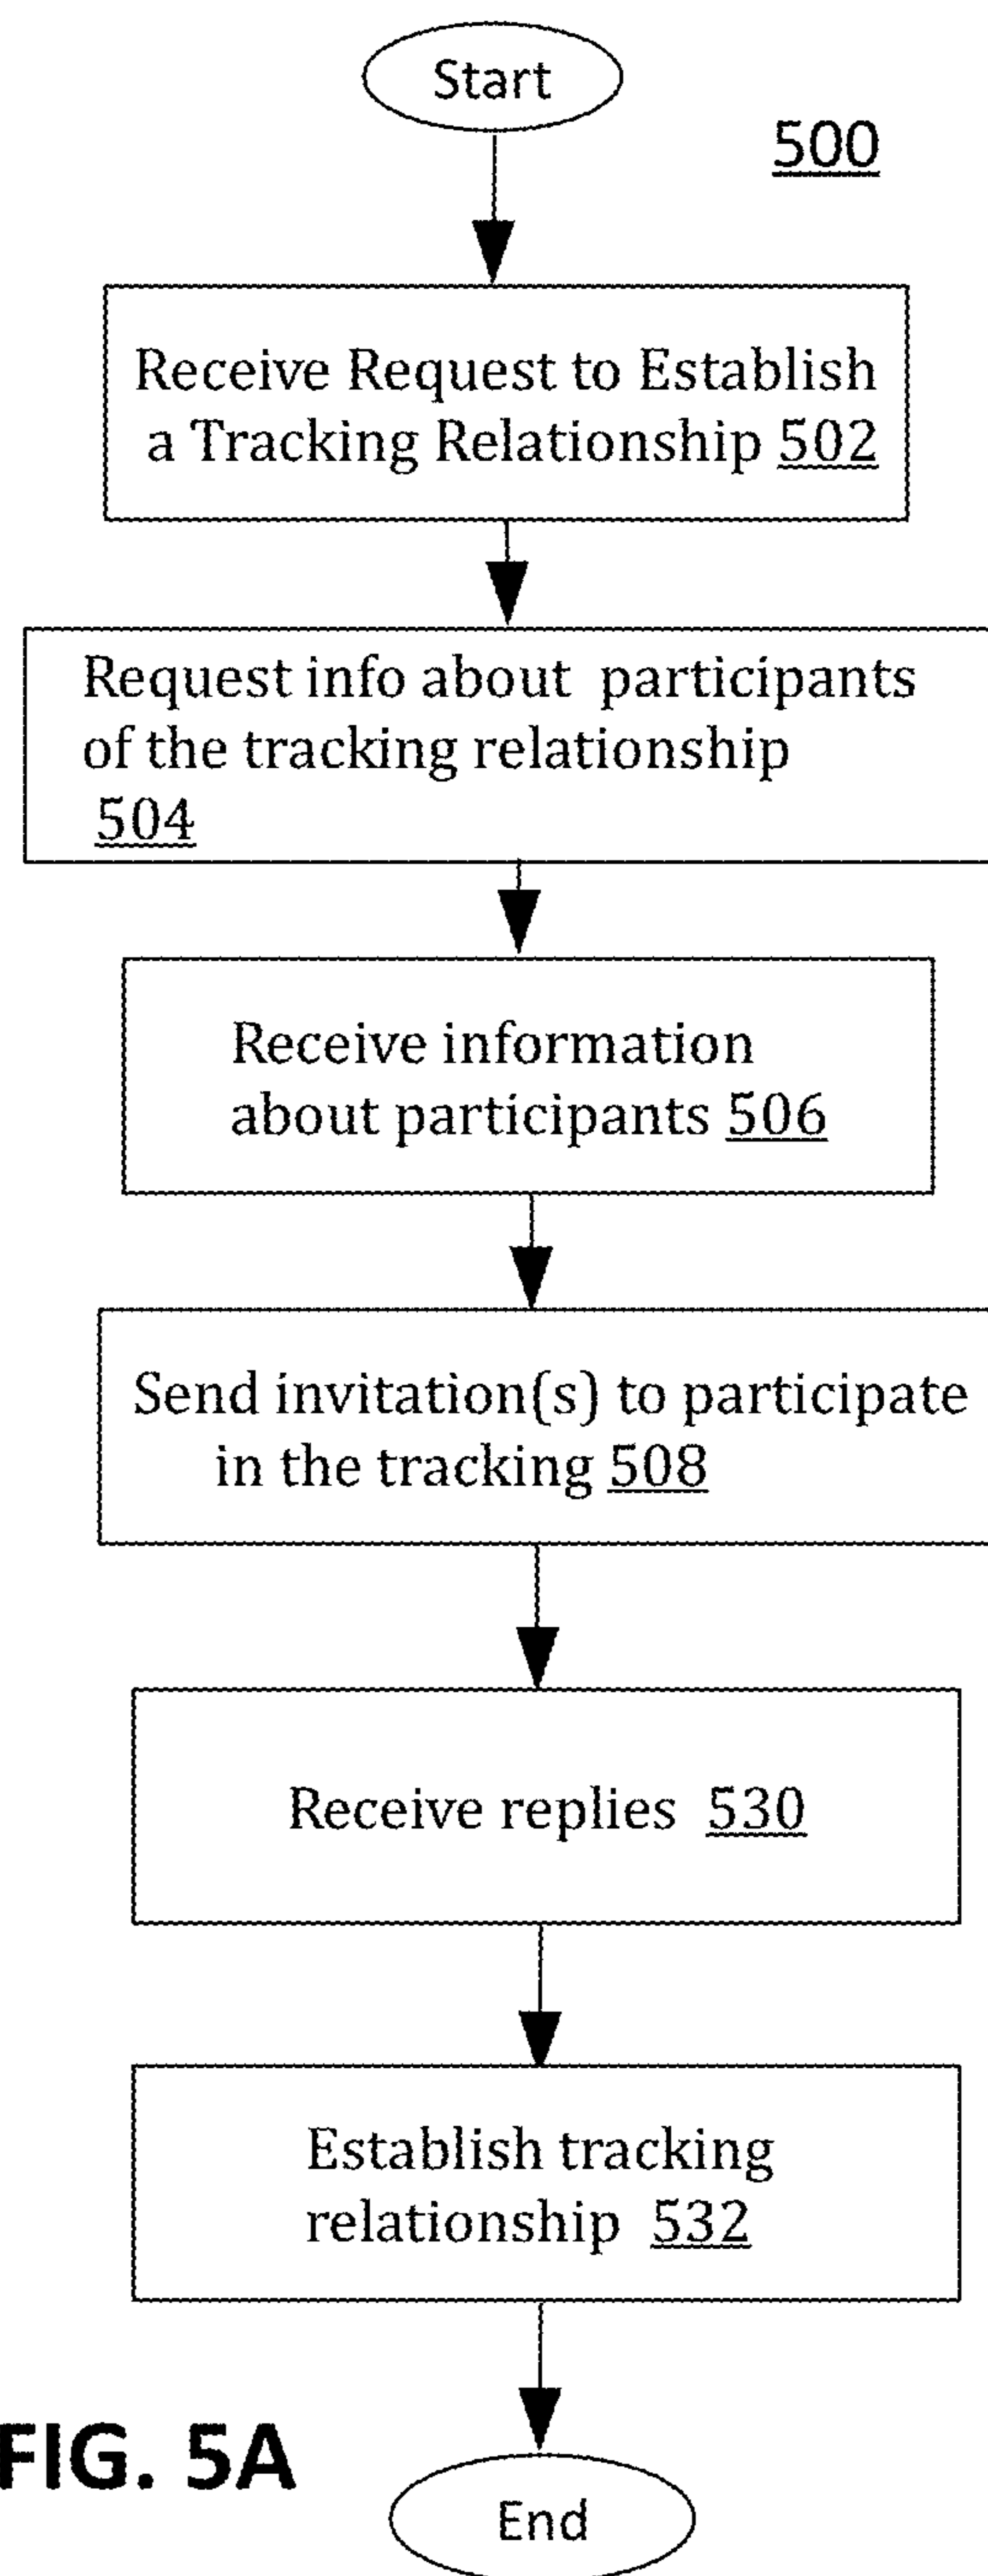 Start
500
Receive Request to Establish
a Tracking Relationship 502
Request info about participants
of the tracking relationship
504
Receive information
about participants 506
Send invitation(s) to participate
in the tracking 508
Receive replies 530
Establish tracking
relationship 532
FIG. 5A
End